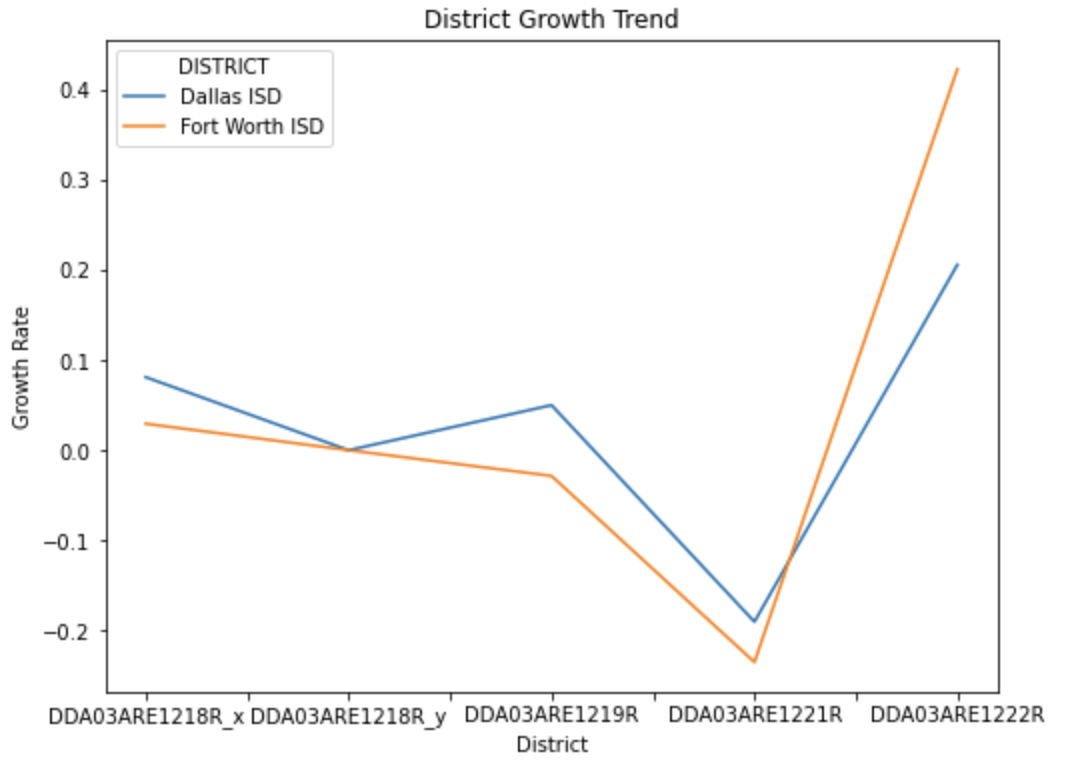 District Growth Trend
DISTRICT
Dallas ISD
Fort Worth ISD
Growth Rate
0.4
0.3
0.2
0.1
0.0
−0.1
−0.2
DDA03ARE1218R_x DDA03ARE1218R_y DDA03ARE1219R DDA03ARE1221R DDA03ARE1222R
District